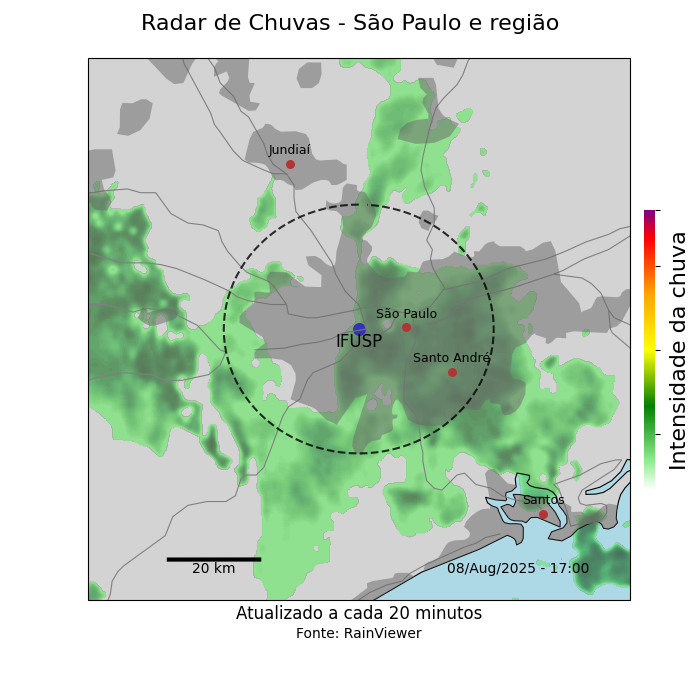 Radar de Chuvas - São Paulo e região
Jundiaí
São Paulo
IFUSP
Santo André
Santos
20 km
08/Aug/2025 - 17:00
Intensidade da chuva
Atualizado a cada 20 minutos
Fonte: RainViewer